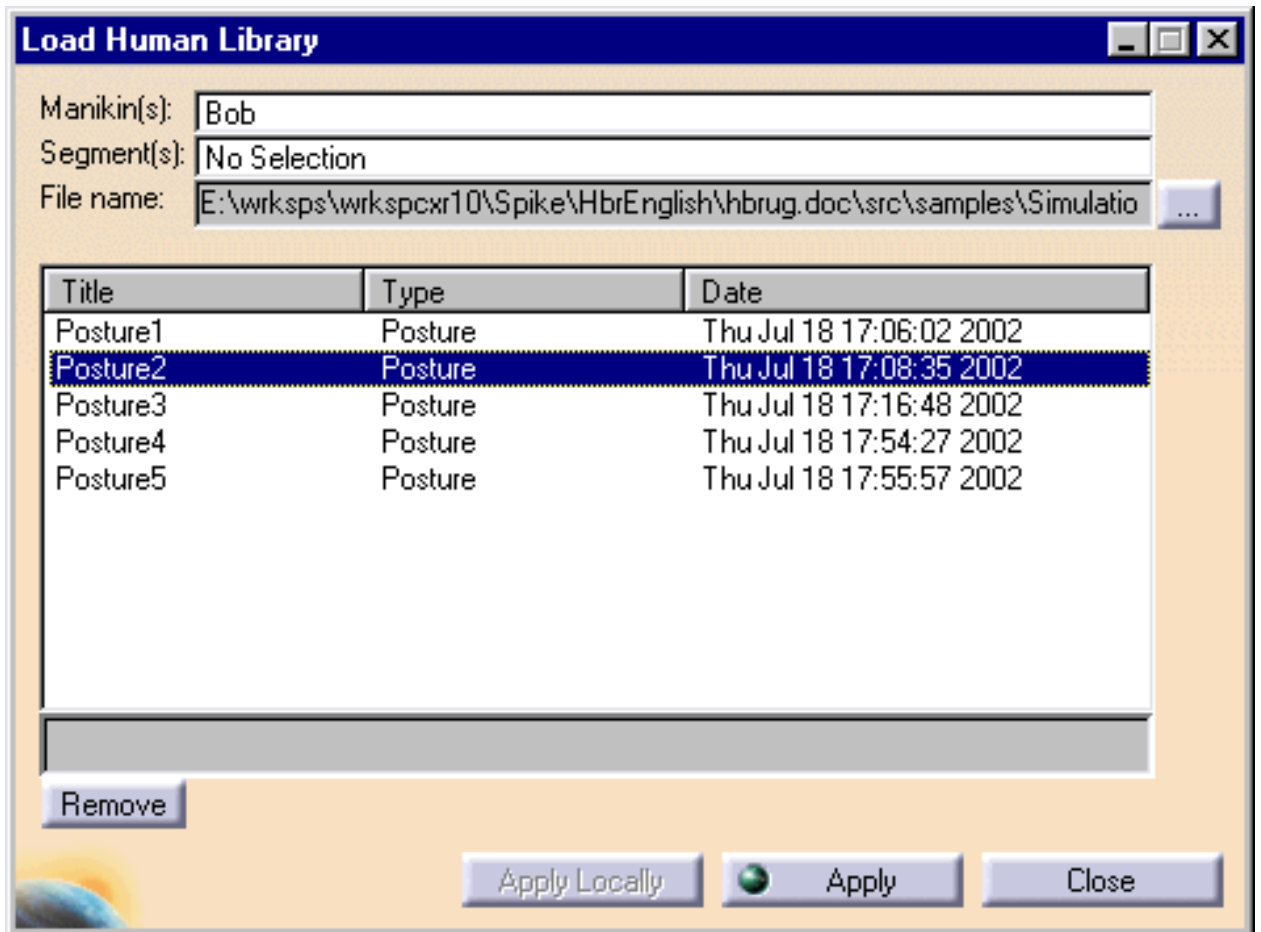 Load Human Library
Manikin(s): Bob
Segment(s): No Selection
File name: E:\wrksps\wrkspcxr10\Spike\HbrEnglish\hbrug.doc\src\samples\Simulatio ...
Title Type Date
Posture1 Posture Thu Jul 18 17:06:02 2002
Posture2 Posture Thu Jul 18 17:08:35 2002
Posture3 Posture Thu Jul 18 17:16:48 2002
Posture4 Posture Thu Jul 18 17:54:27 2002
Posture5 Posture Thu Jul 18 17:55:57 2002
Remove
Apply Locally Apply Close